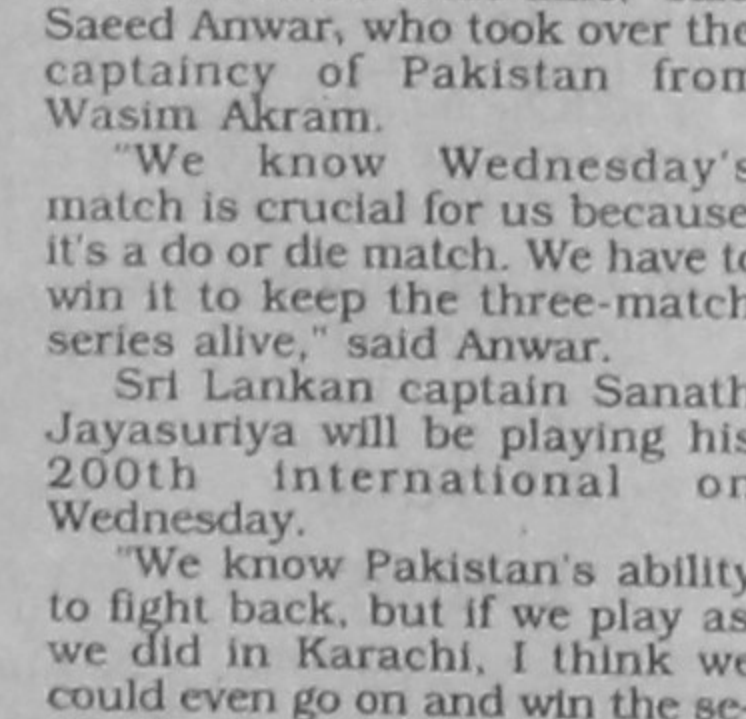 Saeed Anwar, who took over the
captaincy of Pakistan from
Wasim Akram.
"We know Wednesday's
match is crucial for us because
it's a do or die match. We have to
win it to keep the three-match
series alive," said Anwar.
Sri Lankan captain Sanath
Jayasuriya will be playing his
200th international on
Wednesday.
"We know Pakistan's ability
to fight back, but if we play as
we did in Karachi, I think we
could even go on and win the se-